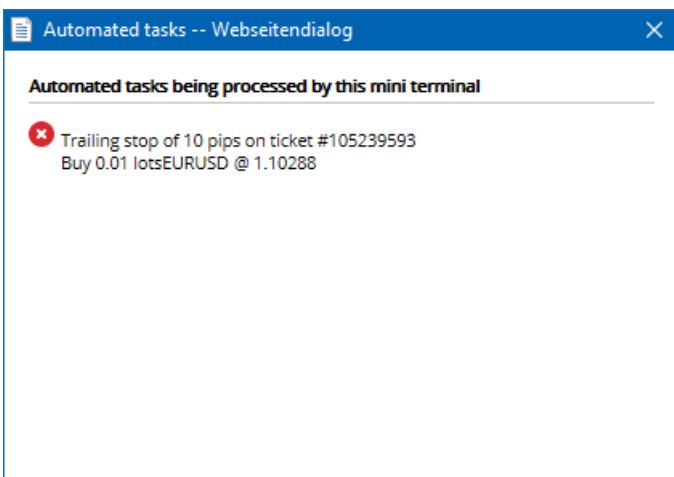 Automated tasks -- Webseitendialog
Automated tasks being processed by this mini terminal
Trailing stop of 10 pips on ticket #105239593
Buy 0.01 lotsEURUSD @ 1.10288